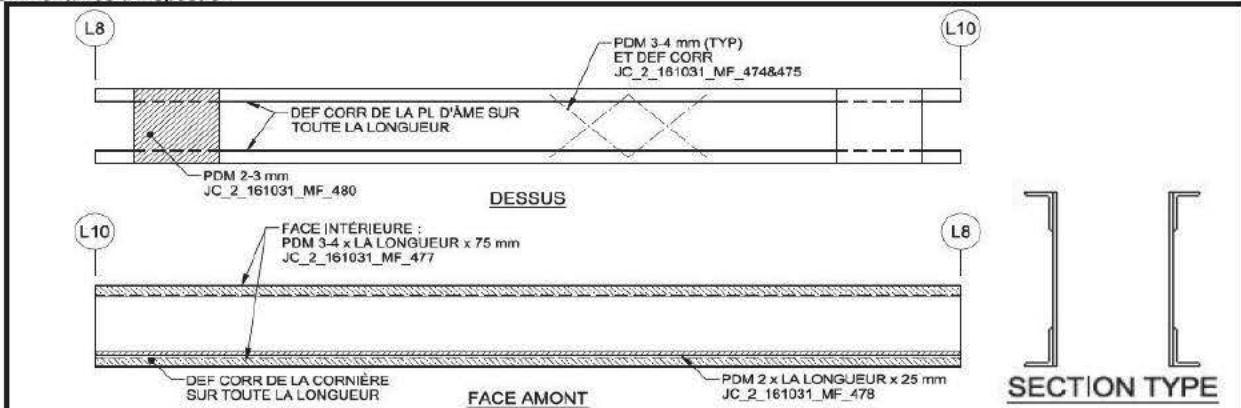 L8
L10
PDM 3-4 mm (TYP)
ET DEF CORR
JC_2_161031_MF_474&475
DEF CORR DE LA PL D'ÂME SUR
TOUTE LA LONGUEUR
PDM 2-3 mm
JC_2_161031_MF_480
DESSUS
L10
L8
FACE INTÉRIEURE :
PDM 3-4 x LA LONGUEUR x 75 mm
JC_2_161031_MF_477
DEF CORR DE LA CORNIÈRE
SUR TOUTE LA LONGUEUR
FACE AMONT
PDM 2 x LA LONGUEUR x 25 mm
JC_2_161031_MF_478
SECTION TYPE